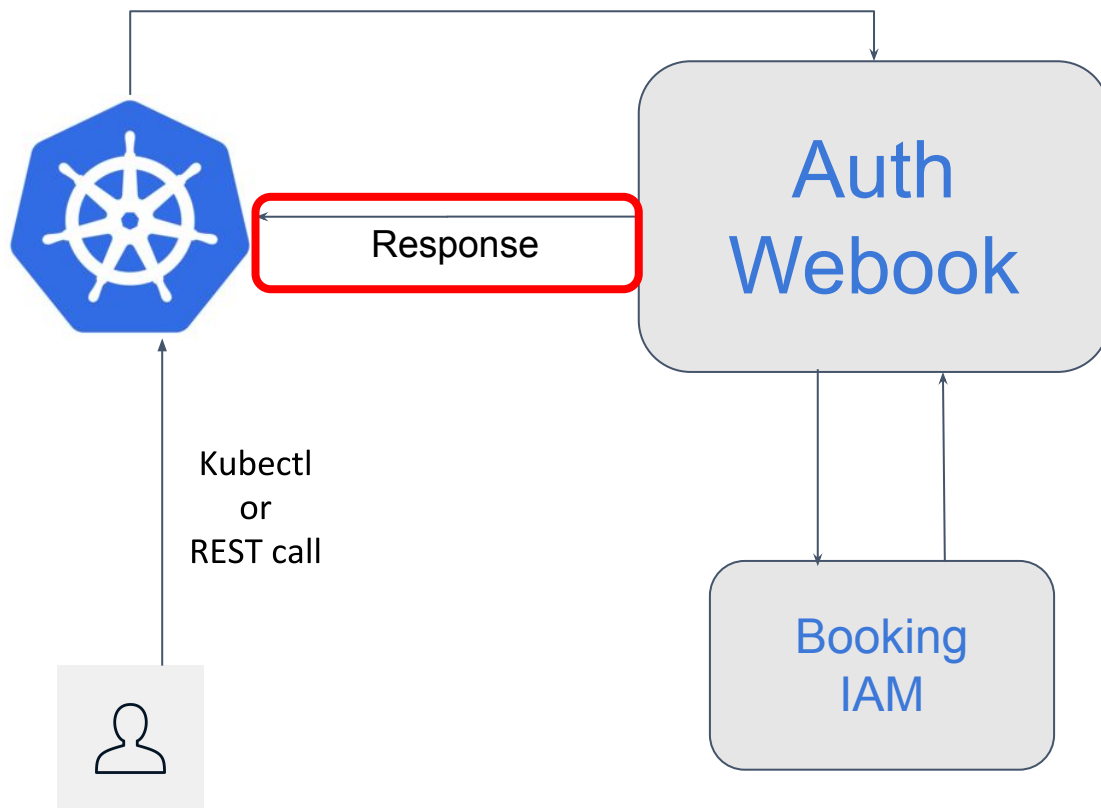 Auth
Webook
Response
Kubectl
or
REST call
Booking
IAM